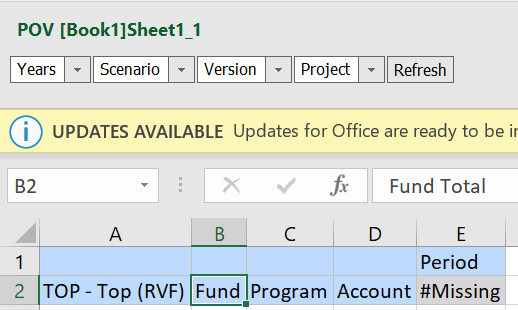 POV [Book1]Sheet1_1
Years Scenario Version Project Refresh
UPDATES AVAILABLE Updates for Office are ready to be in
B2 fx Fund Total
A B C D E
1 Period
2 TOP - Top (RVF) Fund Program Account #Missing